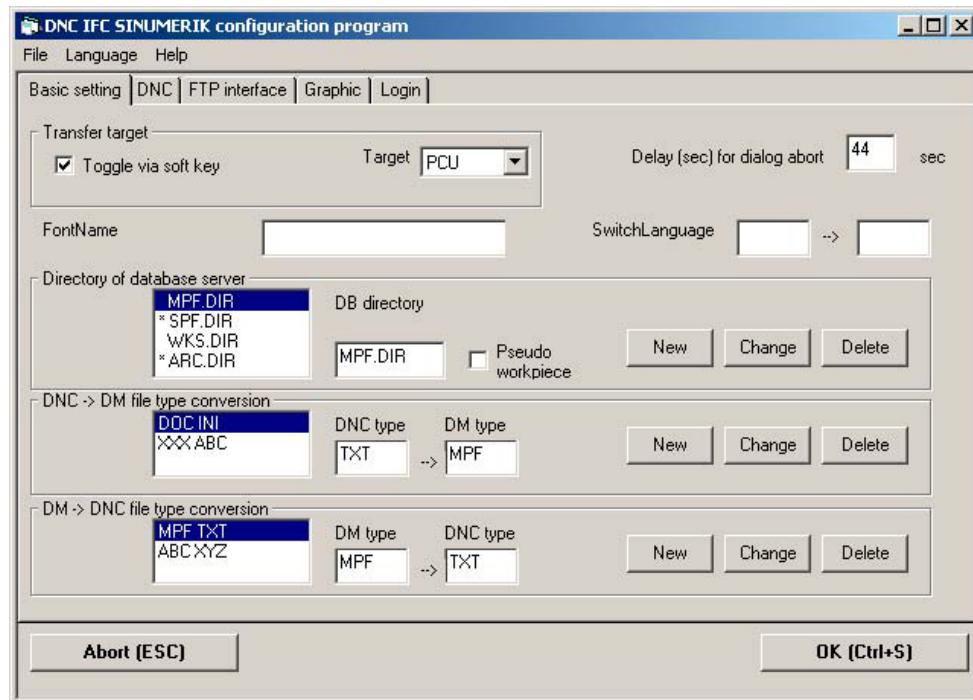 DNC IFC SINUMERIK configuration program
File Language Help
Basic setting DNC FTP interface Graphic Login
Transfer target
Toggle via soft key Target PCU Delay (sec) for dialog abort 44 sec
FontName SwitchLanguage -->
Directory of database server
MPF.DIR
* SPF.DIR
WKS.DIR
* ARC.DIR
DB directory
MPF.DIR Pseudo workpiece New Change Delete
DNC -> DM file type conversion
DOC INI
XXX ABC
DNC type DM type
TXT --> MPF New Change Delete
DM -> DNC file type conversion
MPF TXT
ABC XYZ
DM type DNC type
MPF --> TXT New Change Delete
Abort (ESC) OK (Ctrl+S)